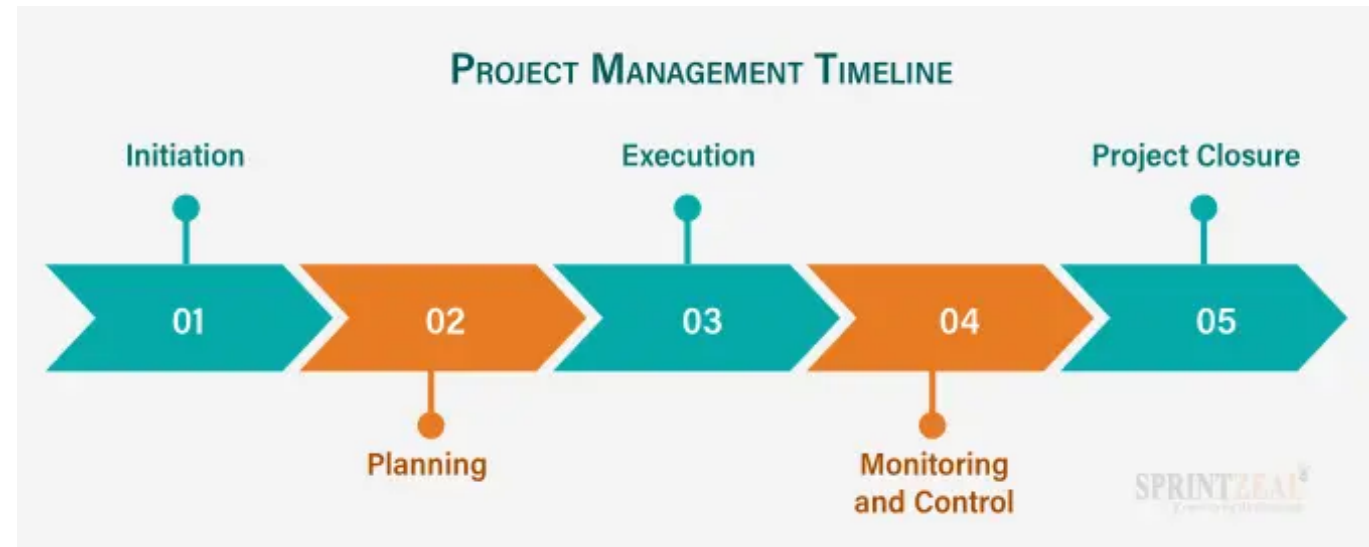 PROJECT MANAGEMENT TIMELINE
Initiation
Execution
Project Closure
01
02
03
04
05
Planning
Monitoring
and Control
SPRINTZEAL